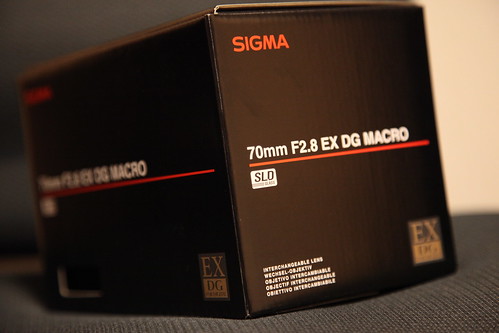 SIGMA
70mm F2.8 EX DG MACRO
SLD
EX
DG
INTERCHANGEABLE LENS
WECHSEL-OBJEKTIV
OBJETIVO INTERCAMBIABLE
OBJECTIF INTERCHANGEABLE
OBIETTIVO INTERCAMBIABILE
SIGMA
70mm F2.8 EX DG MACRO
EX
DG